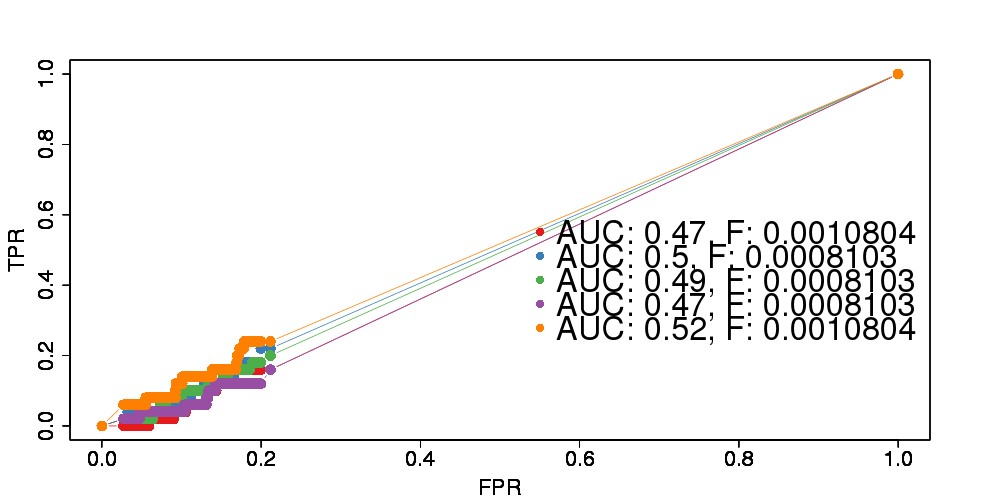 TPR
1.0
0.8
0.6
0.4
0.2
0.0
AUC: 0.47, F: 0.0010804
AUC: 0.5, F: 0.0008103
AUC: 0.49, F: 0.0008103
AUC: 0.47, F: 0.0008103
AUC: 0.52, F: 0.0010804
0.0 0.2 0.4 0.6 0.8 1.0
FPR